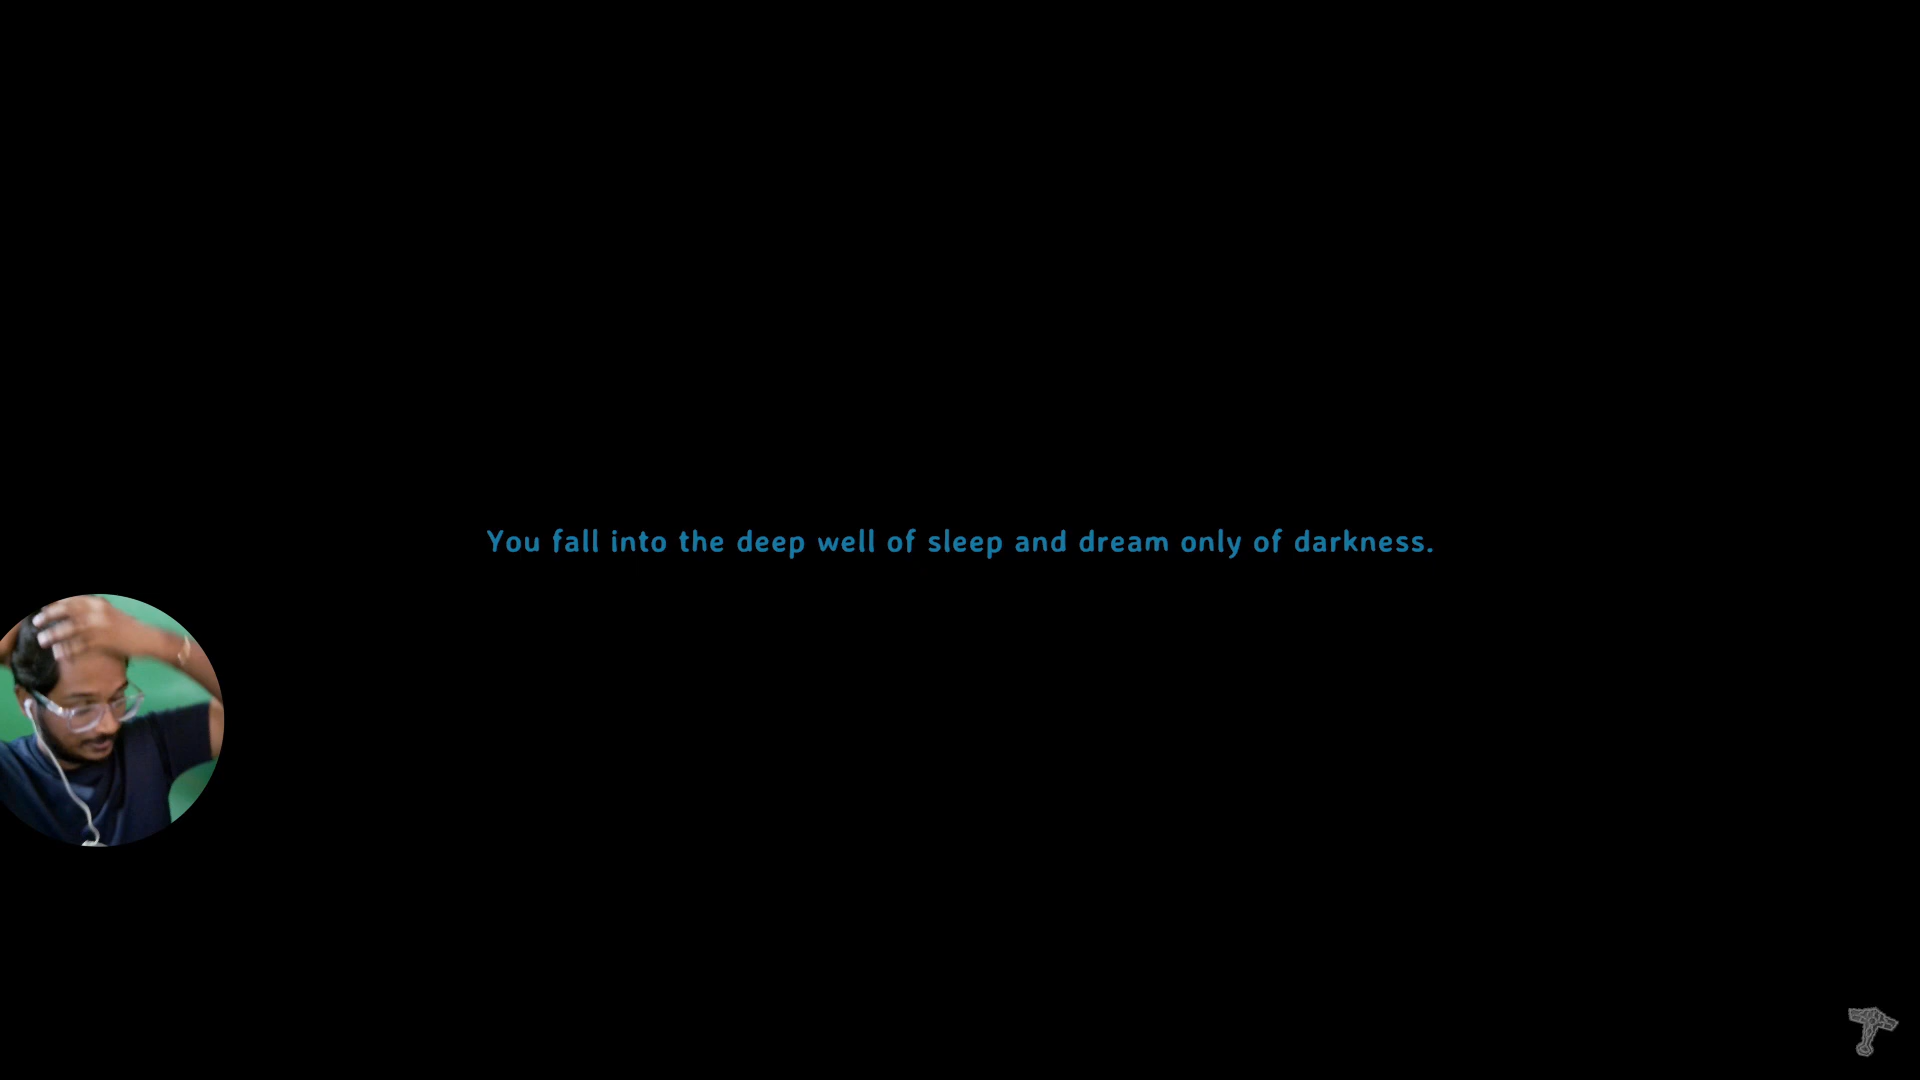 You fall into the deep well of sleep and dream only of darkness.